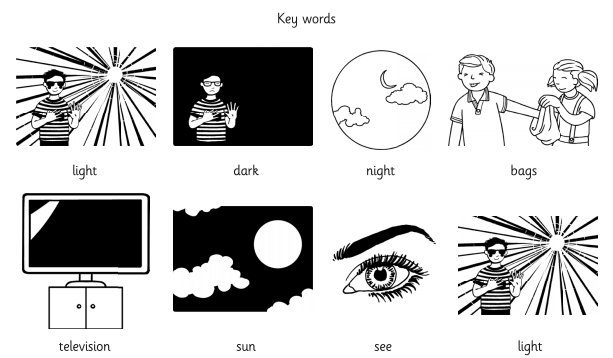 Key words
light dark night bags
television sun see light